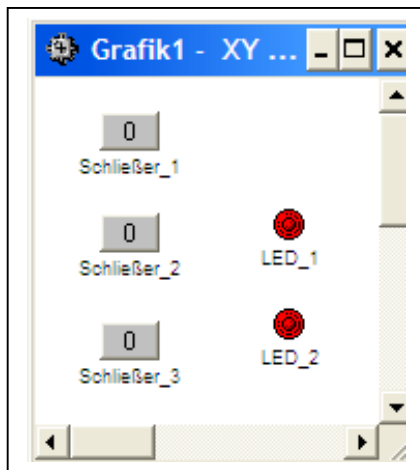 Grafik1 - XY ...
0
Schließer_1
0
Schließer_2
LED_1
0
Schließer_3
LED_2